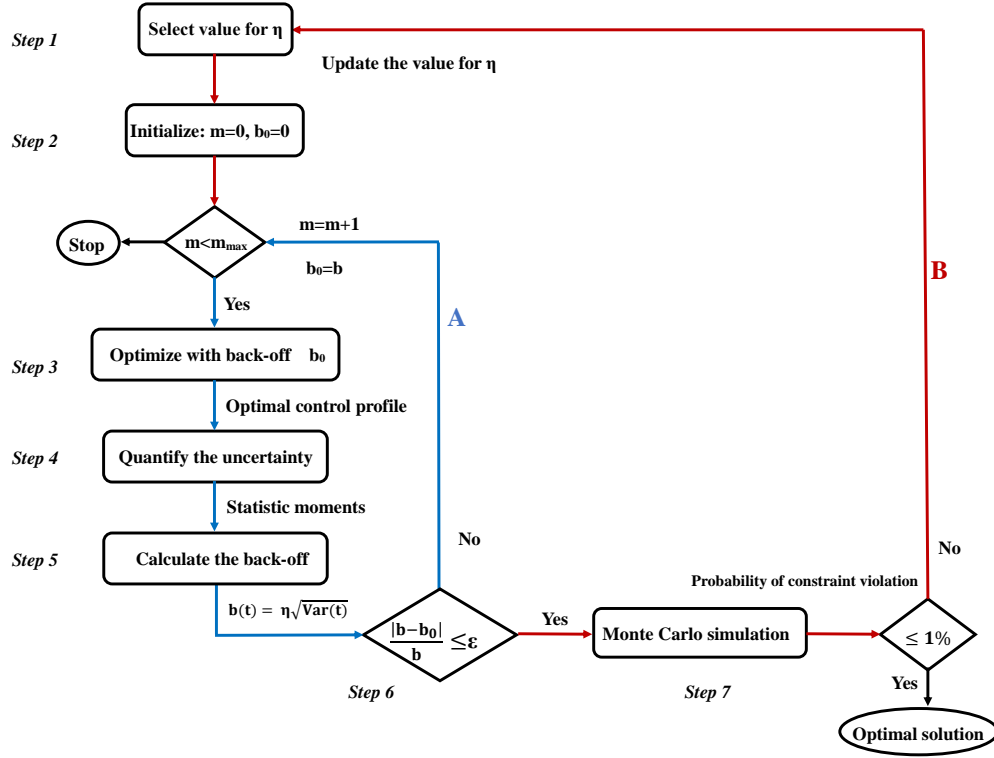 Step 1
Select value for η
Update the value for η
Step 2
Initialize: m=0, b₀=0
m=m+1
Stop
m<mₘₐₓ
b₀=b
B
Yes
A
Step 3
Optimize with back-off b₀
Optimal control profile
Step 4
Quantify the uncertainty
Statistic moments
Step 5
Calculate the back-off
No
No
Probability of constraint violation
b(t) = η√Var(t)
|b−b₀|/b ≤ε
Yes
Monte Carlo simulation
≤ 1%
Step 6
Step 7
Yes
Optimal solution